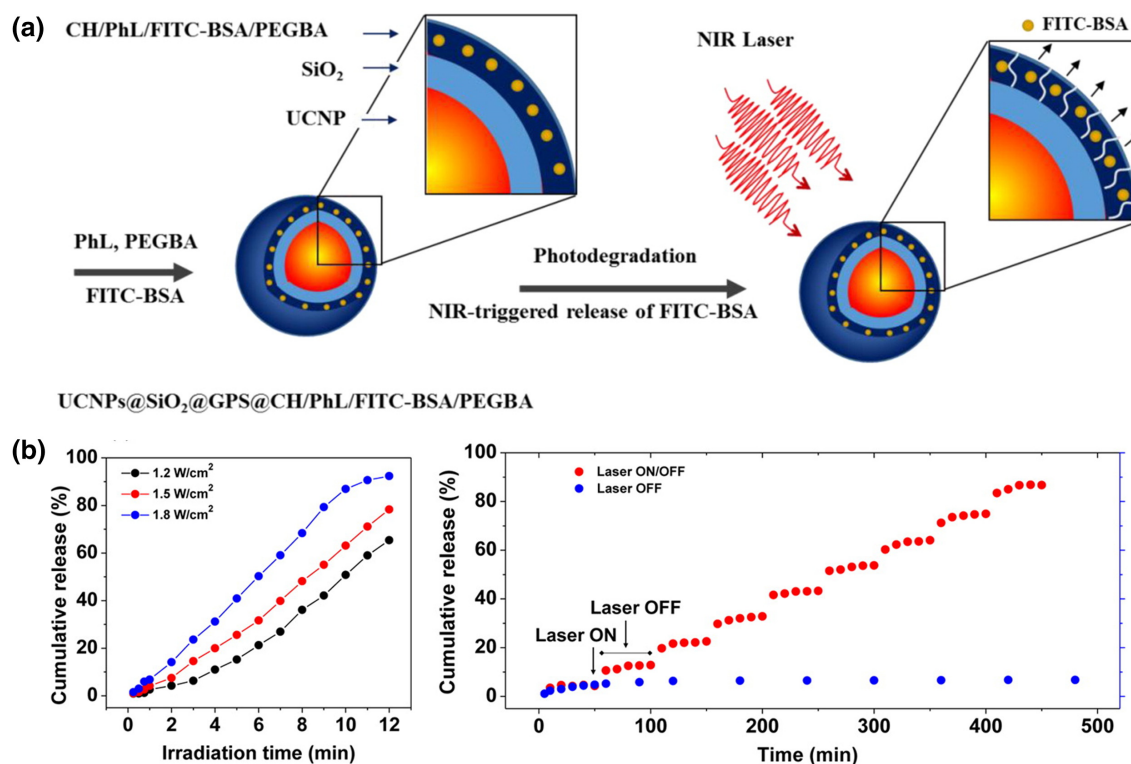 (a)
CH/PhL/FITC-BSA/PEGBA
SiO₂
UCNP
NIR Laser
FITC-BSA
PhL, PEGBA
FITC-BSA
Photodegradation
NIR-triggered release of FITC-BSA
UCNPs@SiO₂@GPS@CH/PhL/FITC-BSA/PEGBA
(b)
Cumulative release (%)
100
80
60
40
20
0
1.2 W/cm²
1.5 W/cm²
1.8 W/cm²
0 2 4 6 8 10 12
Irradiation time (min)
Cumulative release (%)
100
80
60
40
20
0
Laser ON/OFF
Laser OFF
Laser OFF
Laser ON
0 100 200 300 400 500
Time (min)